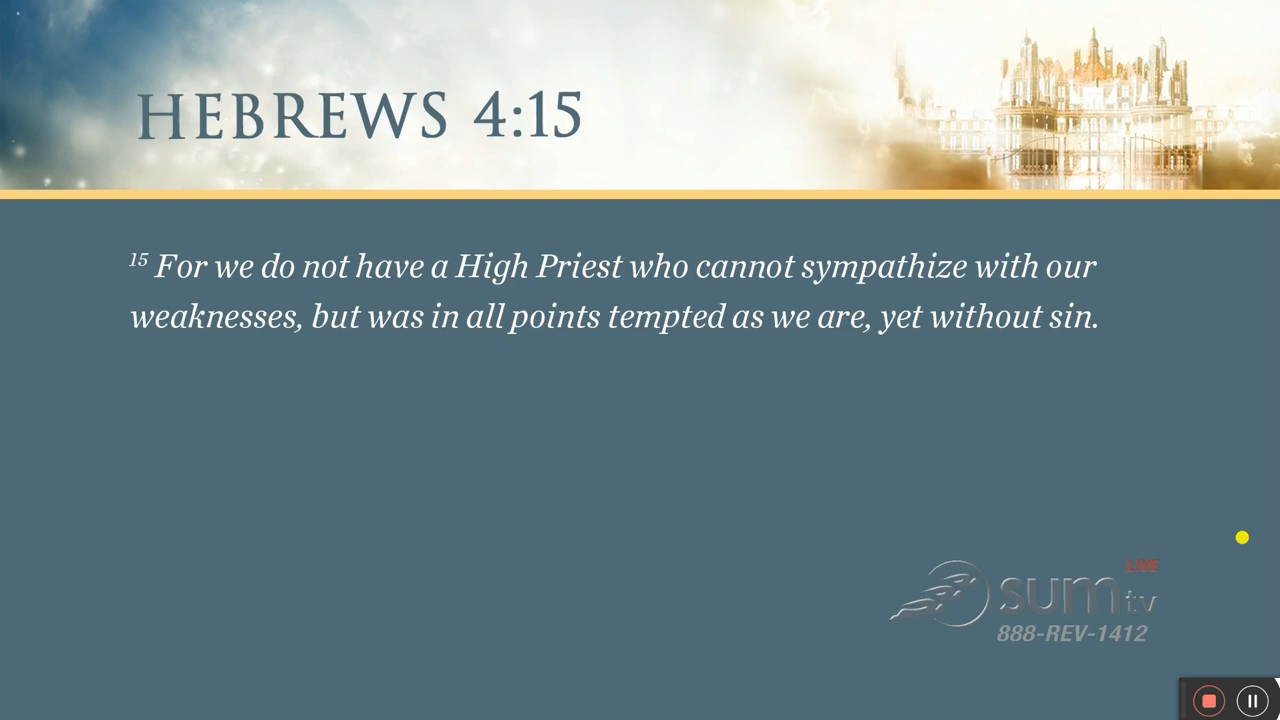 HEBREWS 4:15
15 For we do not have a High Priest who cannot sympathize with our
weaknesses, but was in all points tempted as we are, yet without sin.
LIVE
sum tv
888-REV-1412